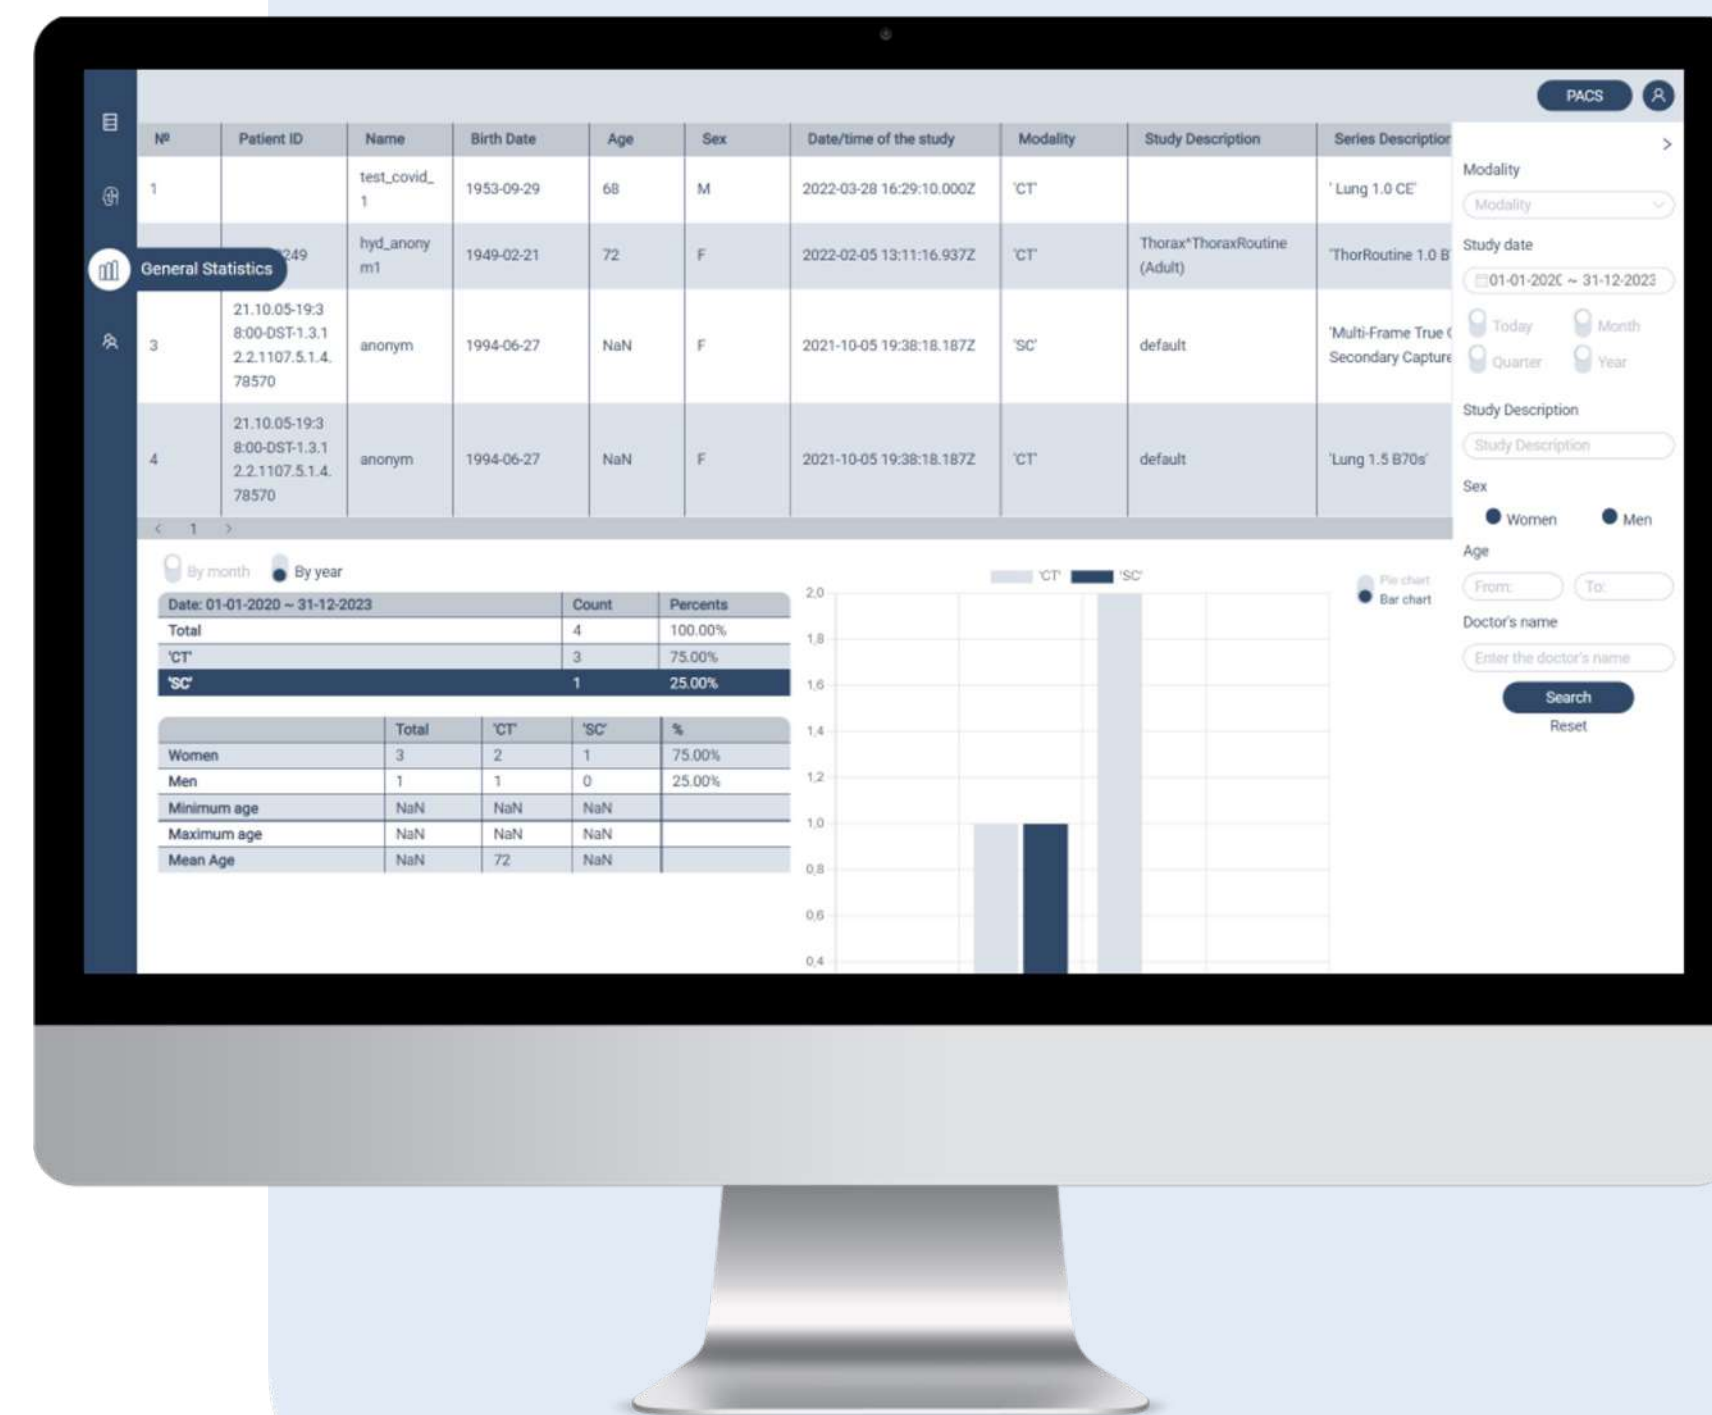 PACS
Nº Patient ID Name Birth Date Age Sex Date/time of the study Modality Study Description Series Description
1 test_covid_ 1953-09-29 68 M 2022-03-28 16:29:10.000Z 'CT' ' Lung 1.0 CE'
1
249 hyd_anony 1949-02-21 72 F 2022-02-05 13:11:16.937Z 'CT' Thorax^ThoraxRoutine 'ThorRoutine 1.0 B
m1 (Adult)
General Statistics
3 21.10.05-19:3 anonym 1994-06-27 NaN F 2021-10-05 19:38:18.187Z 'SC' default 'Multi-Frame True
8:00-DST-1.3.1 Secondary Capture
2.2.1107.5.1.4.
78570
4 21.10.05-19:3 anonym 1994-06-27 NaN F 2021-10-05 19:38:18.187Z 'CT' default 'Lung 1.5 B70s'
8:00-DST-1.3.1
2.2.1107.5.1.4.
78570
< 1 >
By month By year
Date: 01-01-2020 ~ 31-12-2023 Count Percents
Total 4 100.00%
'CT' 3 75.00%
'SC' 1 25.00%
Total 'CT' 'SC' %
Women 3 2 1 75.00%
Men 1 1 0 25.00%
Minimum age NaN NaN NaN
Maximum age NaN NaN NaN
Mean Age NaN 72 NaN
'CT' 'SC'
Pie chart
Bar chart
2,0
1,8
1,6
1,4
1,2
1,0
0,8
0,6
0,4
>
Modality
Modality
Study date
01-01-202 ~ 31-12-2023
Today Month
Quarter Year
Study Description
Study Description
Sex
Women Men
Age
From: To:
Doctor's name
Enter the doctor's name
Search
Reset